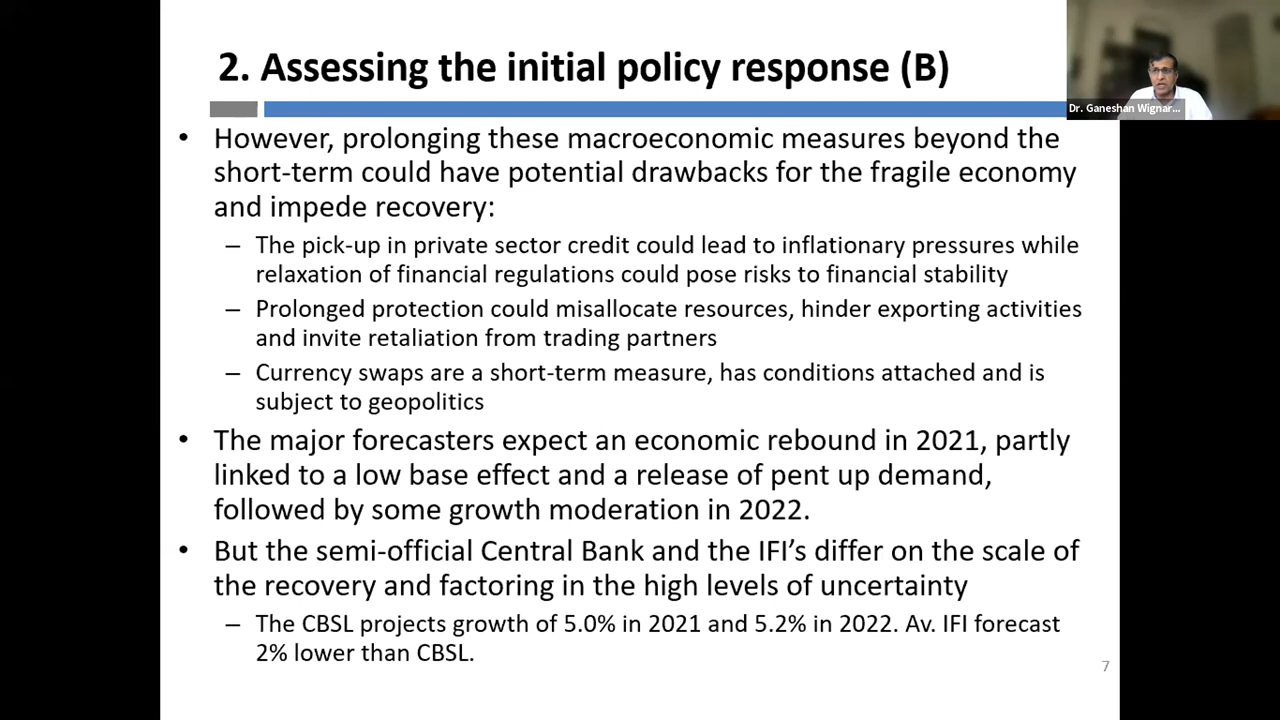 2. Assessing the initial policy response (B)
Dr. Ganeshan Wignar...
• However, prolonging these macroeconomic measures beyond the
short-term could have potential drawbacks for the fragile economy
and impede recovery:
– The pick-up in private sector credit could lead to inflationary pressures while
relaxation of financial regulations could pose risks to financial stability
– Prolonged protection could misallocate resources, hinder exporting activities
and invite retaliation from trading partners
– Currency swaps are a short-term measure, has conditions attached and is
subject to geopolitics
• The major forecasters expect an economic rebound in 2021, partly
linked to a low base effect and a release of pent up demand,
followed by some growth moderation in 2022.
• But the semi-official Central Bank and the IFI’s differ on the scale of
the recovery and factoring in the high levels of uncertainty
– The CBSL projects growth of 5.0% in 2021 and 5.2% in 2022. Av. IFI forecast
2% lower than CBSL.
7